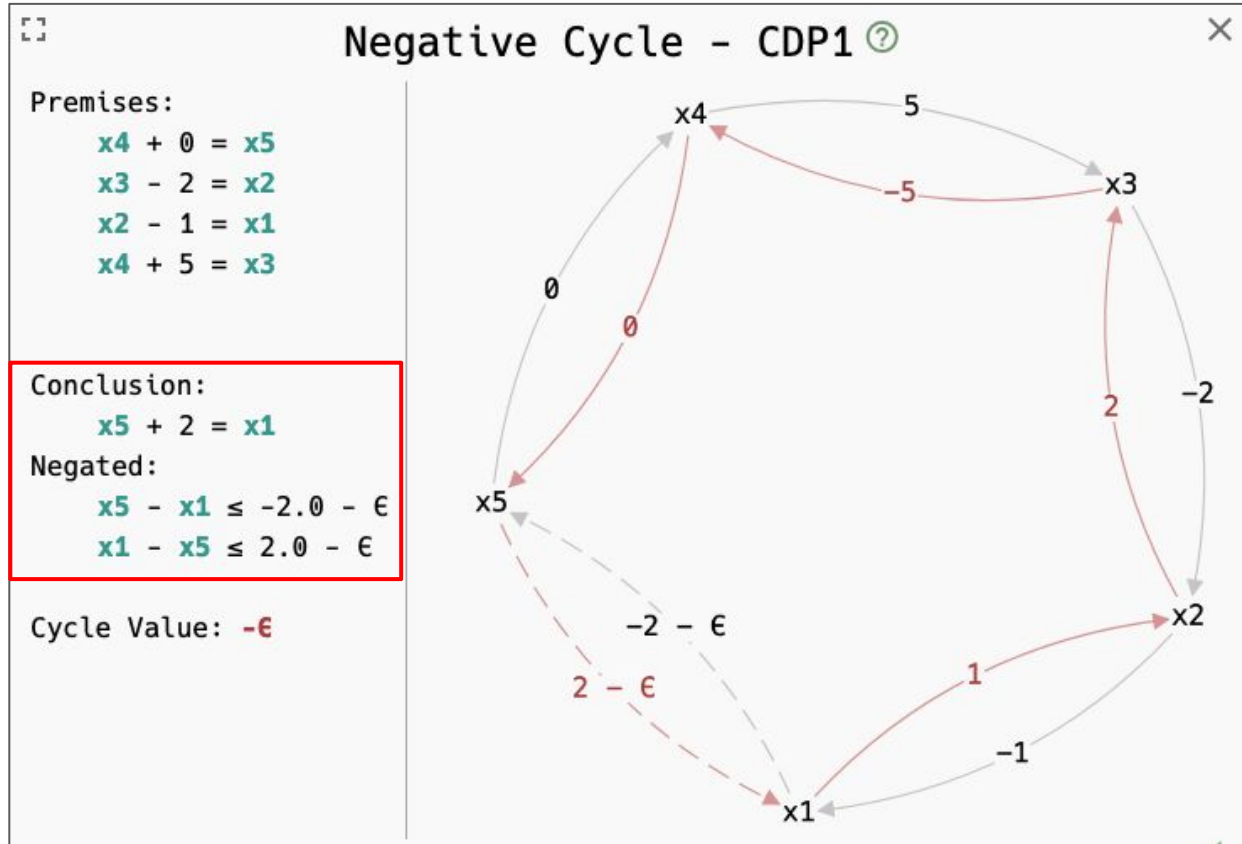 Negative Cycle - CDP1 ?
Premises:
x4 + 0 = x5
x3 - 2 = x2
x2 - 1 = x1
x4 + 5 = x3
Conclusion:
x5 + 2 = x1
Negated:
x5 - x1 ≤ -2.0 - ϵ
x1 - x5 ≤ 2.0 - ϵ
Cycle Value: -ϵ
x4
5
x3
-5
0
0
2
-2
x5
x2
-2 - ϵ
2 - ϵ
1
-1
x1